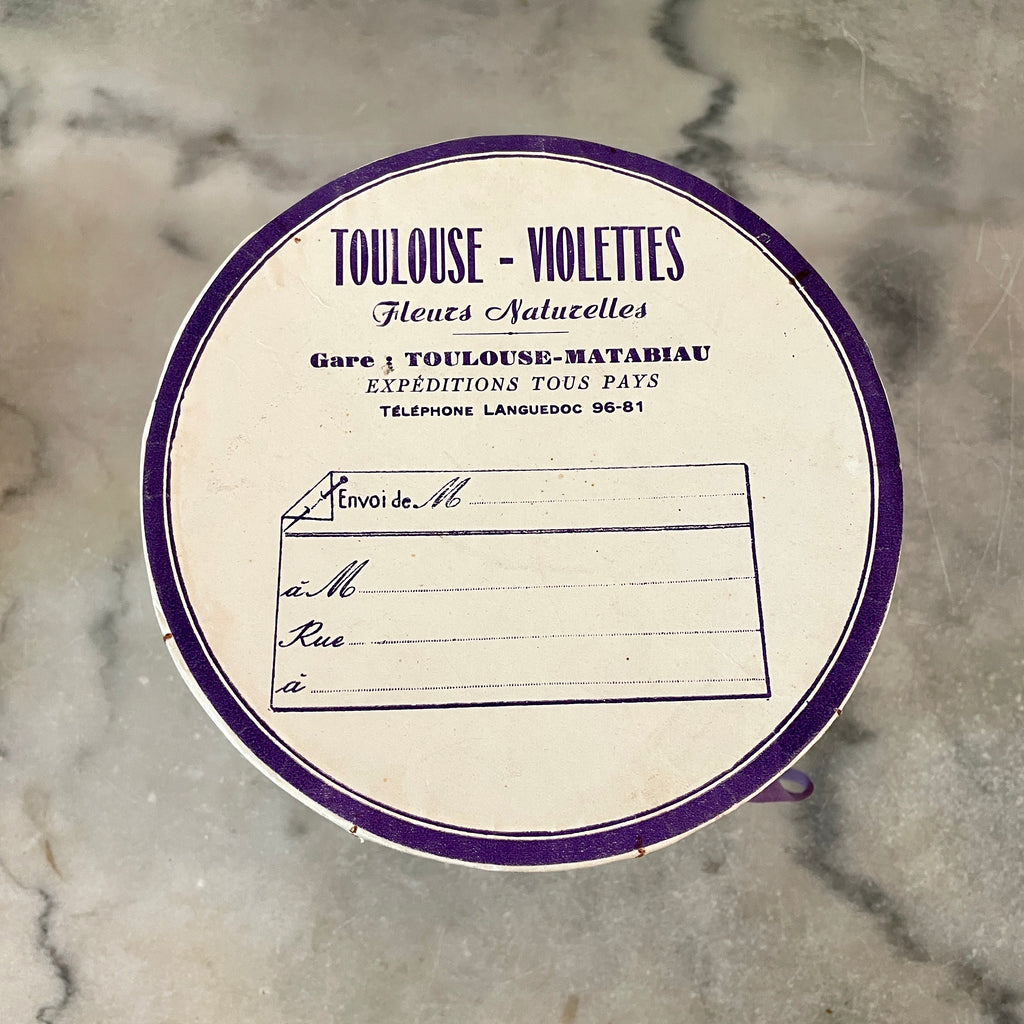 TOULOUSE - VIOLETTES
Fleurs Naturelles
Gare : TOULOUSE-MATABIAU
EXPÉDITIONS TOUS PAYS
TÉLÉPHONE LANGUEDOC 96-81
Envoi de M
à M
Rue
à